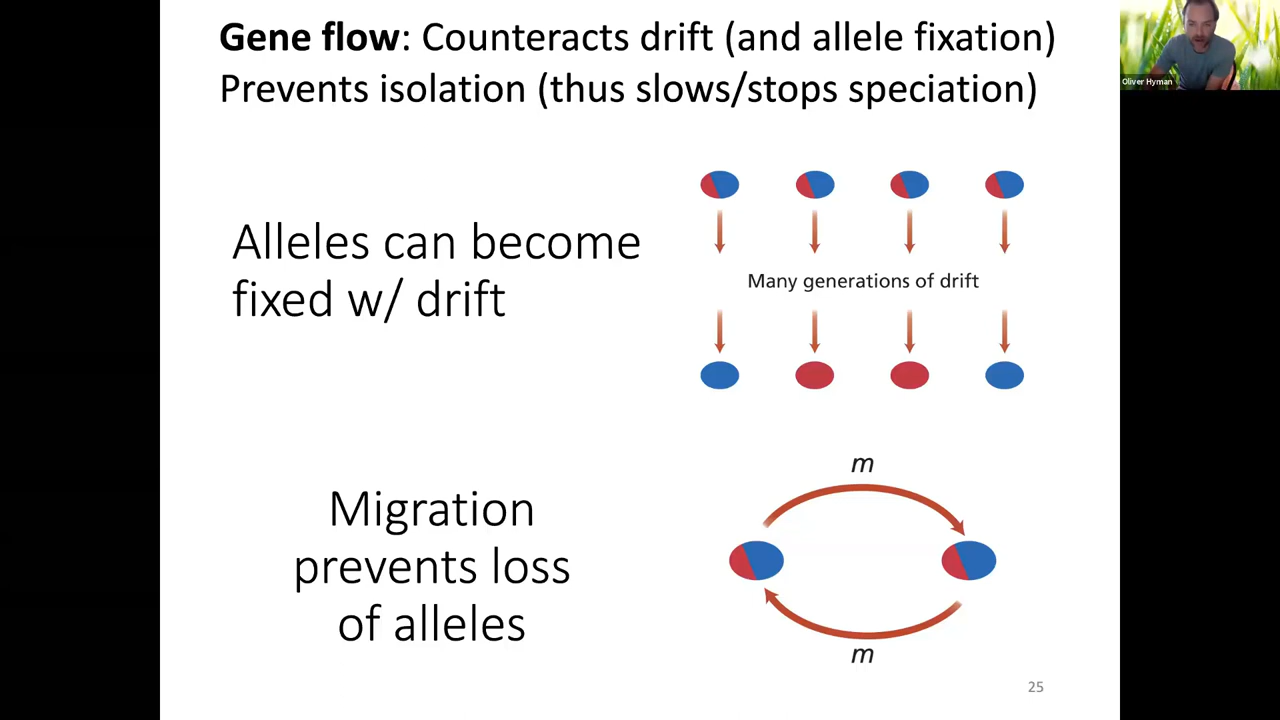 Gene flow: Counteracts drift (and allele fixation)
Prevents isolation (thus slows/stops speciation)
Oliver Hyman
Alleles can become
fixed w/ drift
Many generations of drift
Migration
prevents loss
of alleles
m
m
25